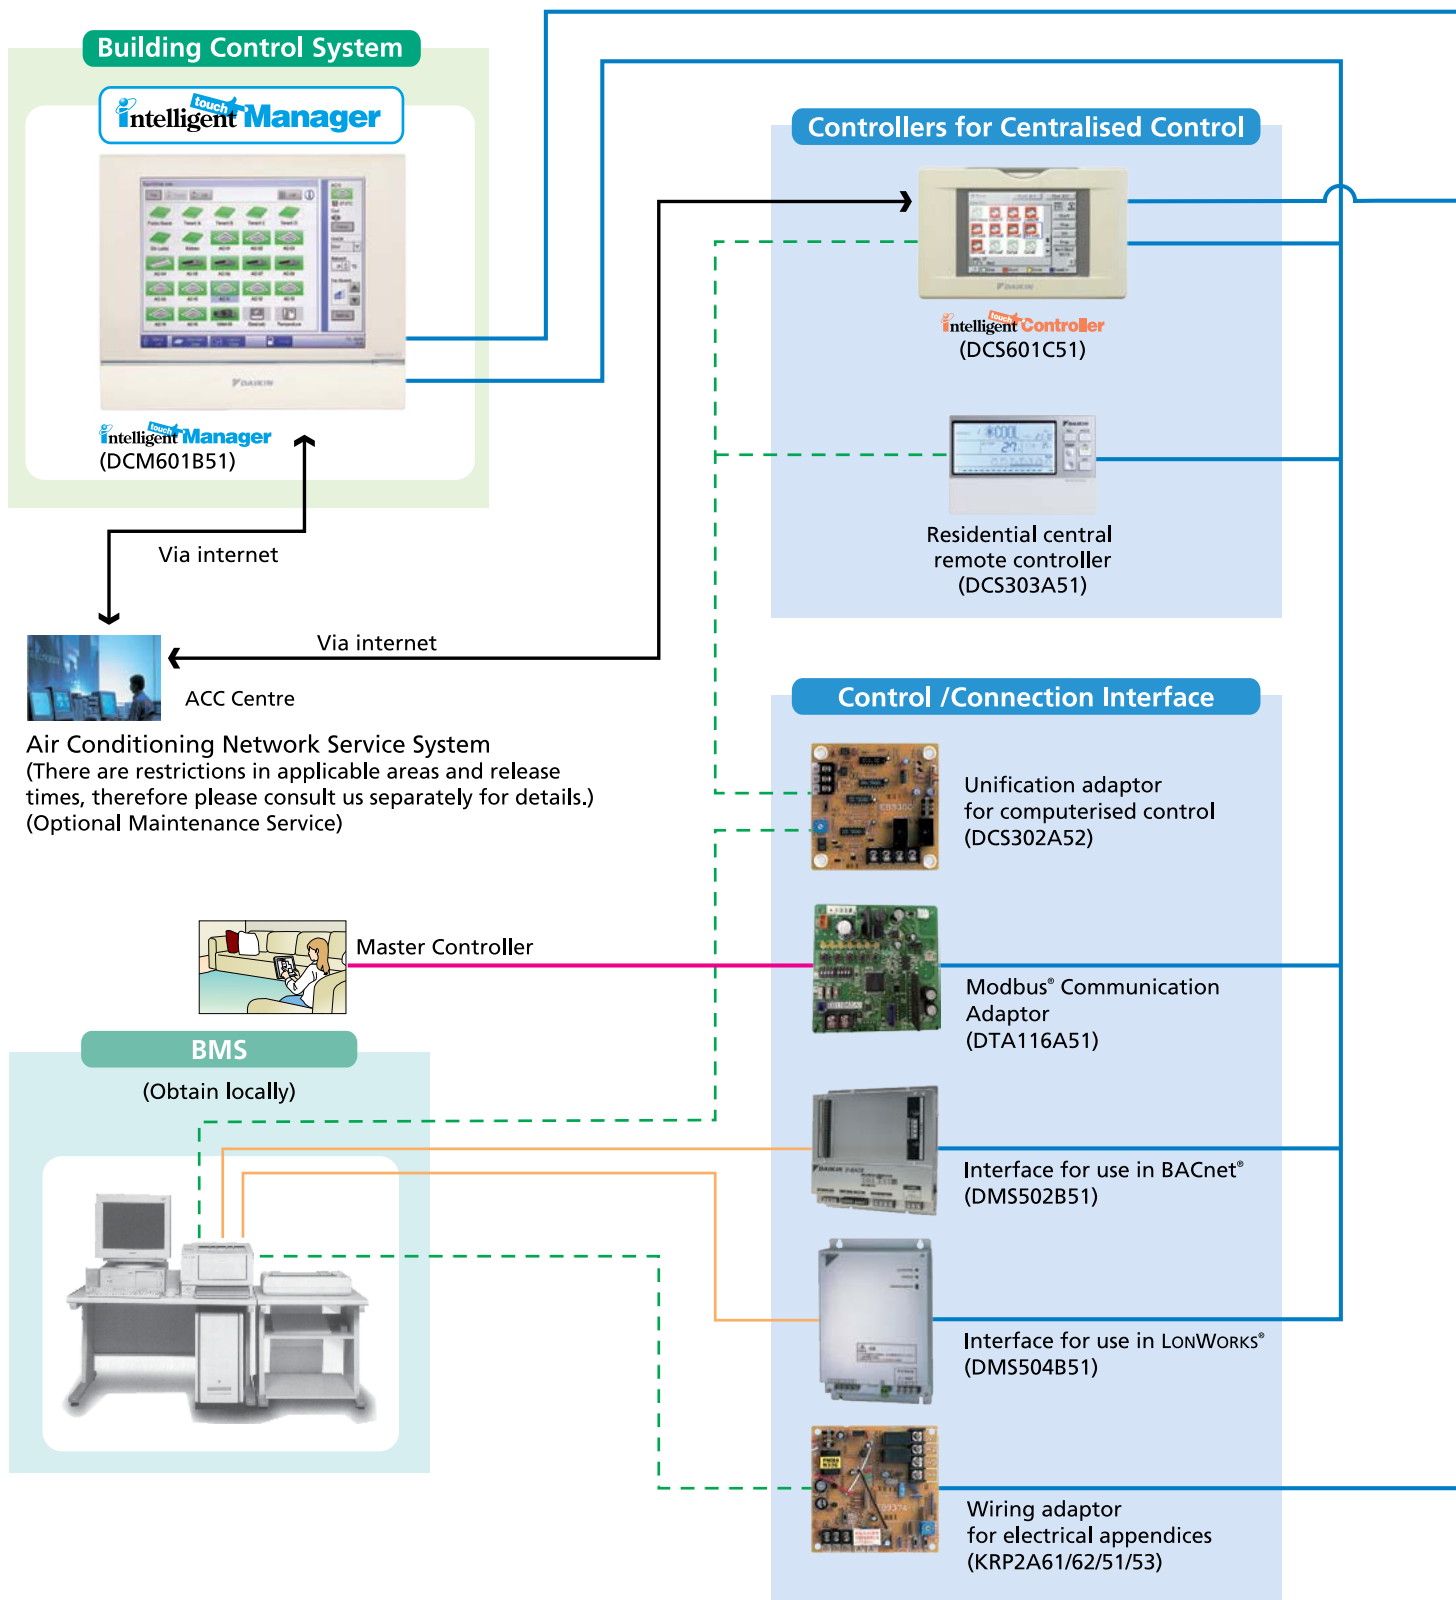 Building Control System
intelligent touch Manager
DAIKIN
intelligent touch Manager
(DCM601B51)
Via internet
Via internet
ACC Centre
Air Conditioning Network Service System
(There are restrictions in applicable areas and release
times, therefore please consult us separately for details.)
(Optional Maintenance Service)
Master Controller
BMS
(Obtain locally)
Controllers for Centralised Control
DAIKIN
intelligent touch Controller
(DCS601C51)
Residential central
remote controller
(DCS303A51)
Control /Connection Interface
Unification adaptor
for computerised control
(DCS302A52)
Modbus® Communication
Adaptor
(DTA116A51)
DAIKIN
Interface for use in BACnet®
(DMS502B51)
Interface for use in LONWORKS®
(DMS504B51)
Wiring adaptor
for electrical appendices
(KRP2A61/62/51/53)